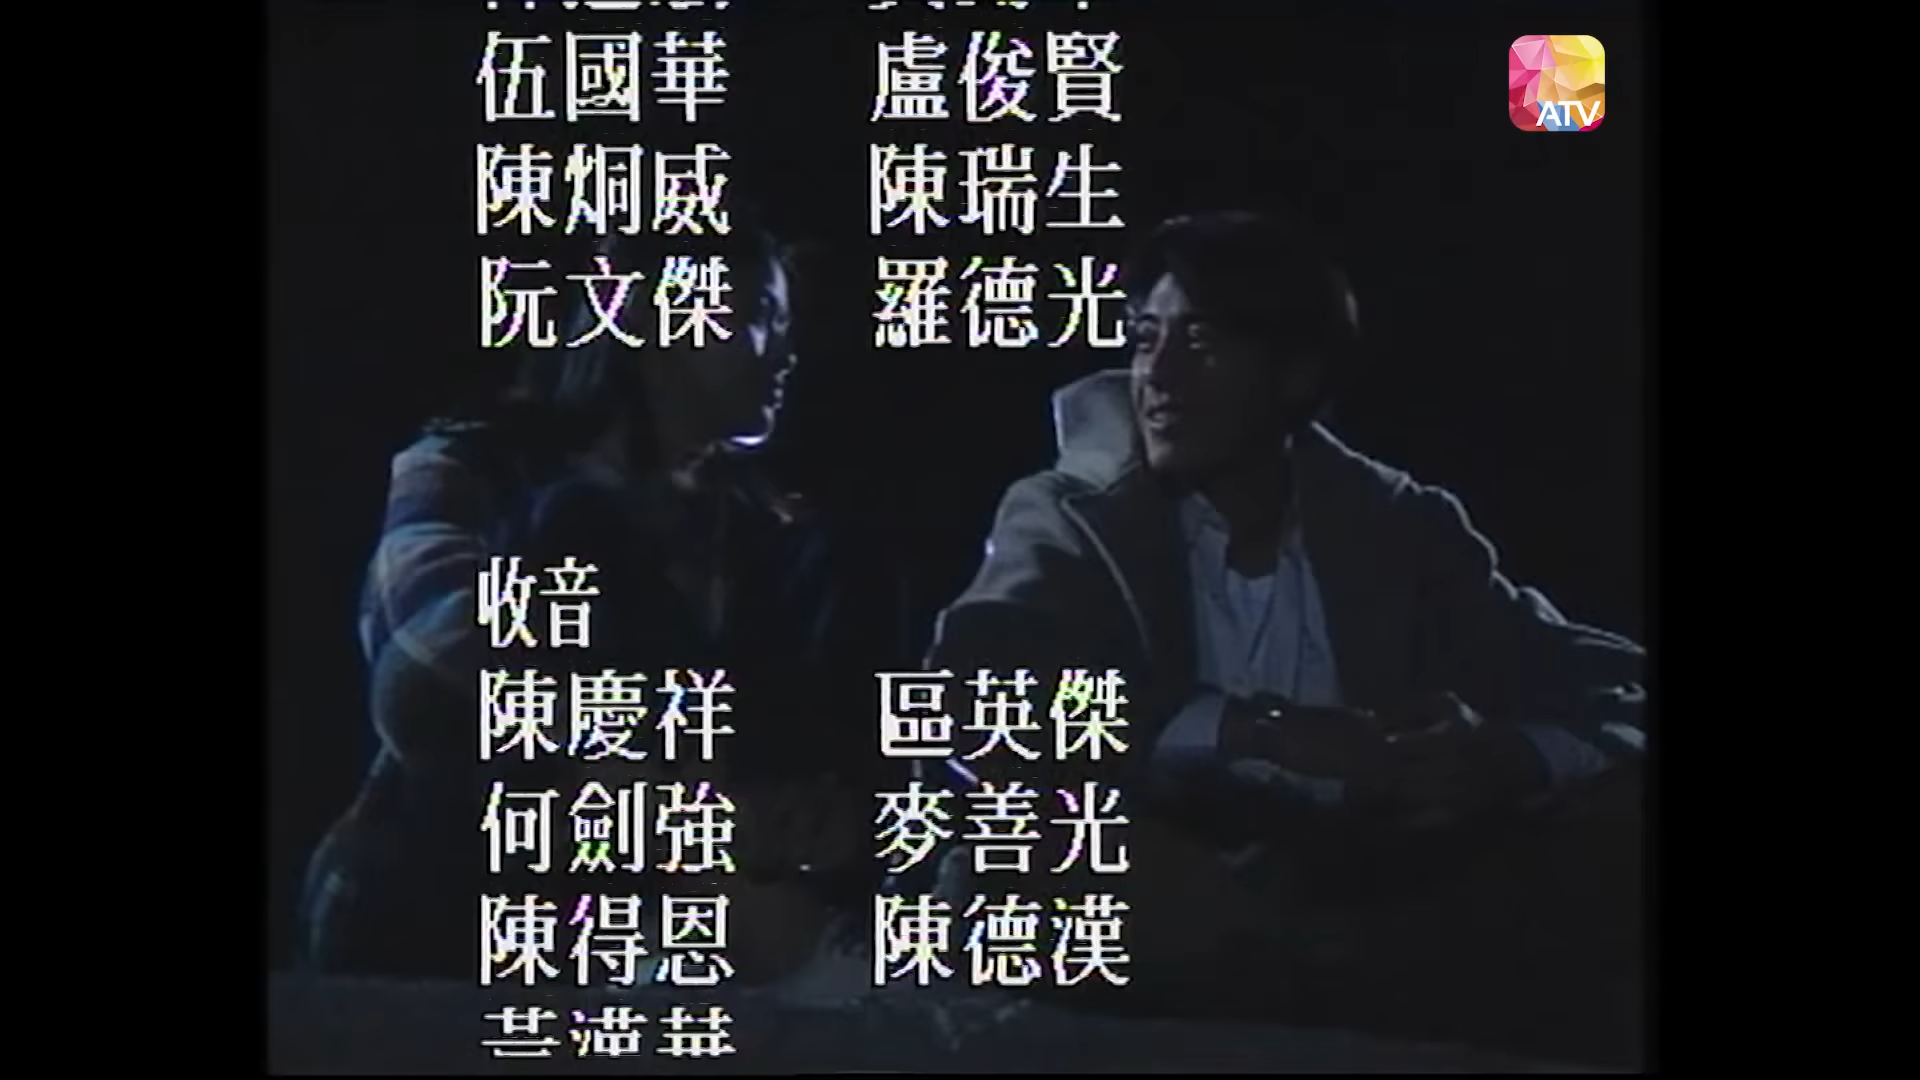 伍國華 盧俊賢
陳炯威 陳瑞生
阮文傑 羅德光
收音
陳慶祥 區英傑
何劍強 麥善光
陳得恩 陳德漢
ATV